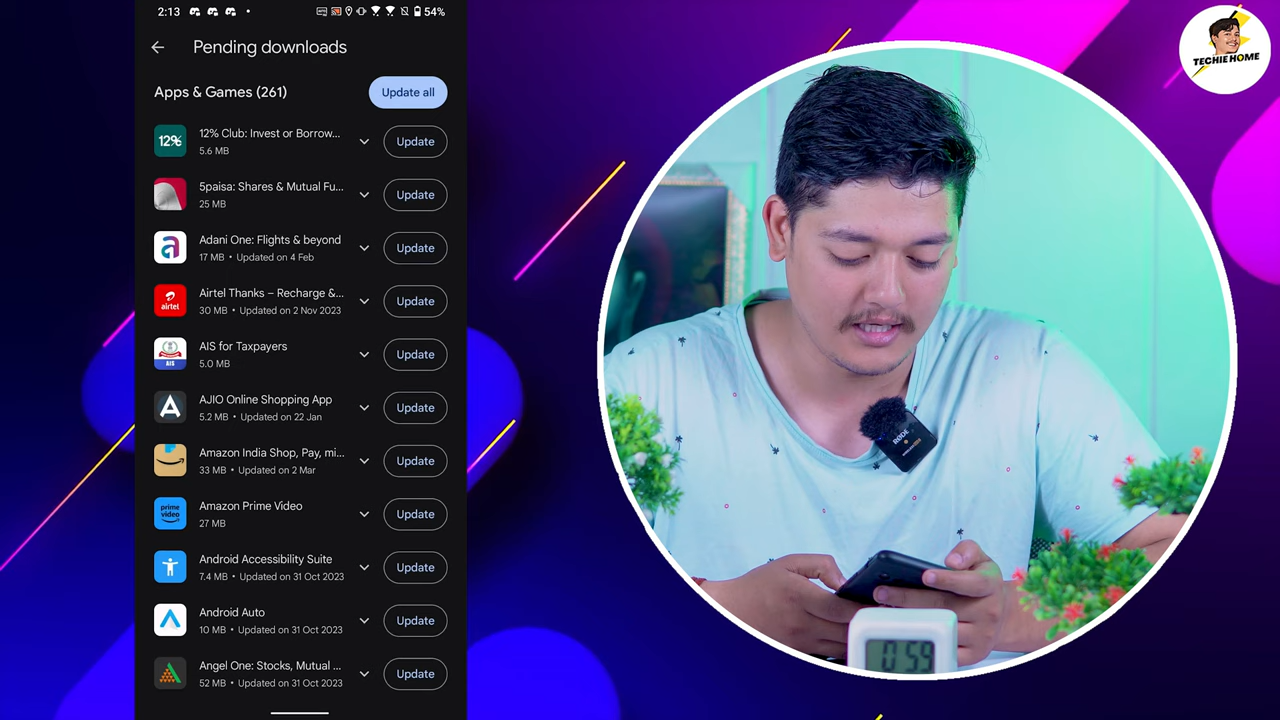 2:13
54%
Pending downloads
Apps & Games (261)
Update all
12%
12% Club: Invest or Borrow...
5.6 MB
Update
5paisa: Shares & Mutual Fu...
25 MB
Update
Adani One: Flights & beyond
17 MB • Updated on 4 Feb
Update
airtel
Airtel Thanks – Recharge &...
30 MB • Updated on 2 Nov 2023
Update
AIS
AIS for Taxpayers
5.0 MB
Update
AJIO Online Shopping App
5.2 MB • Updated on 22 Jan
Update
Amazon India Shop, Pay, mi...
33 MB • Updated on 2 Mar
Update
prime
video
Amazon Prime Video
27 MB
Update
Android Accessibility Suite
7.4 MB • Updated on 31 Oct 2023
Update
Android Auto
10 MB • Updated on 31 Oct 2023
Update
Angel One: Stocks, Mutual ...
52 MB • Updated on 31 Oct 2023
Update
TECHIE HOME
RØDE
0:59